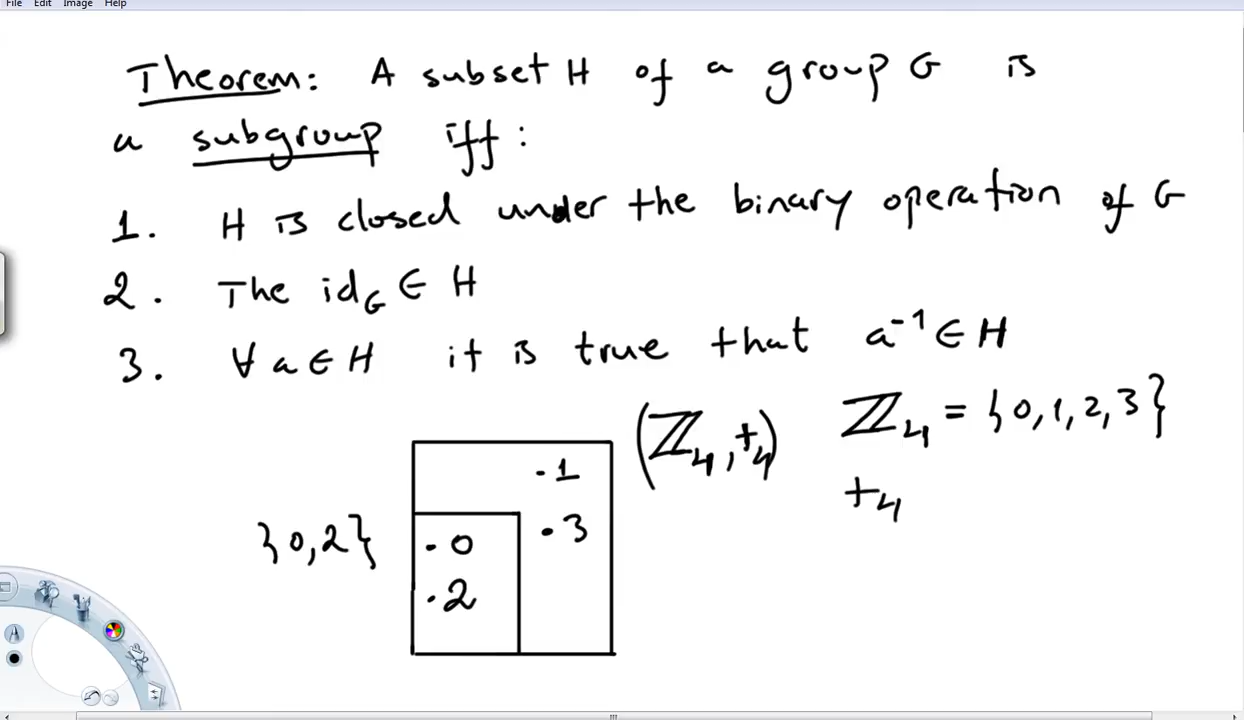 File Edit Image Help
Theorem: A subset H of a group G is
a subgroup iff:
1. H is closed under the binary operation of G
2. The id_G ∈ H
3. ∀ a ∈ H it is true that a⁻¹ ∈ H
(ℤ₄, +₄) ℤ₄ = {0, 1, 2, 3}
+₄
· 1
· 3
{0, 2}
· 0
· 2